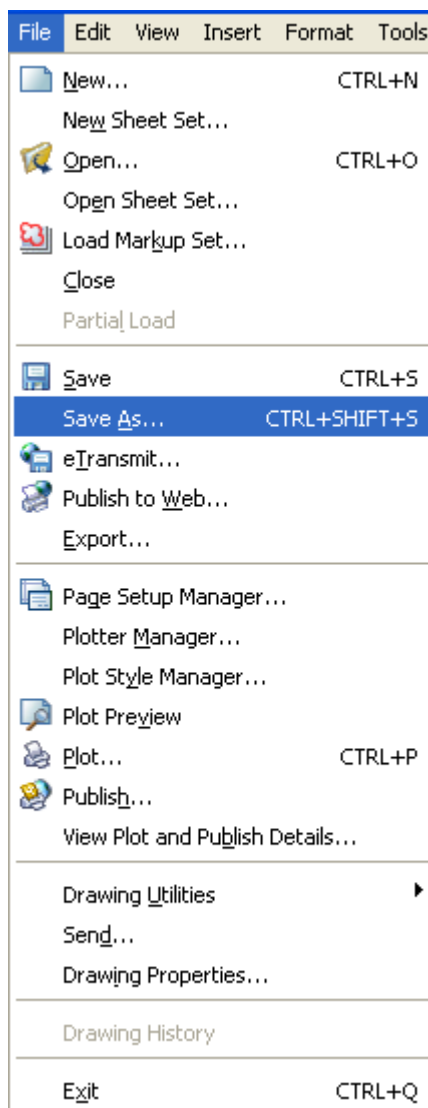 File Edit View Insert Format Tools
New... CTRL+N
New Sheet Set...
Open... CTRL+O
Open Sheet Set...
Load Markup Set...
Close
Partial Load
Save CTRL+S
Save As... CTRL+SHIFT+S
eTransmit...
Publish to Web...
Export...
Page Setup Manager...
Plotter Manager...
Plot Style Manager...
Plot Preview
Plot... CTRL+P
Publish...
View Plot and Publish Details...
Drawing Utilities
Send...
Drawing Properties...
Drawing History
Exit CTRL+Q